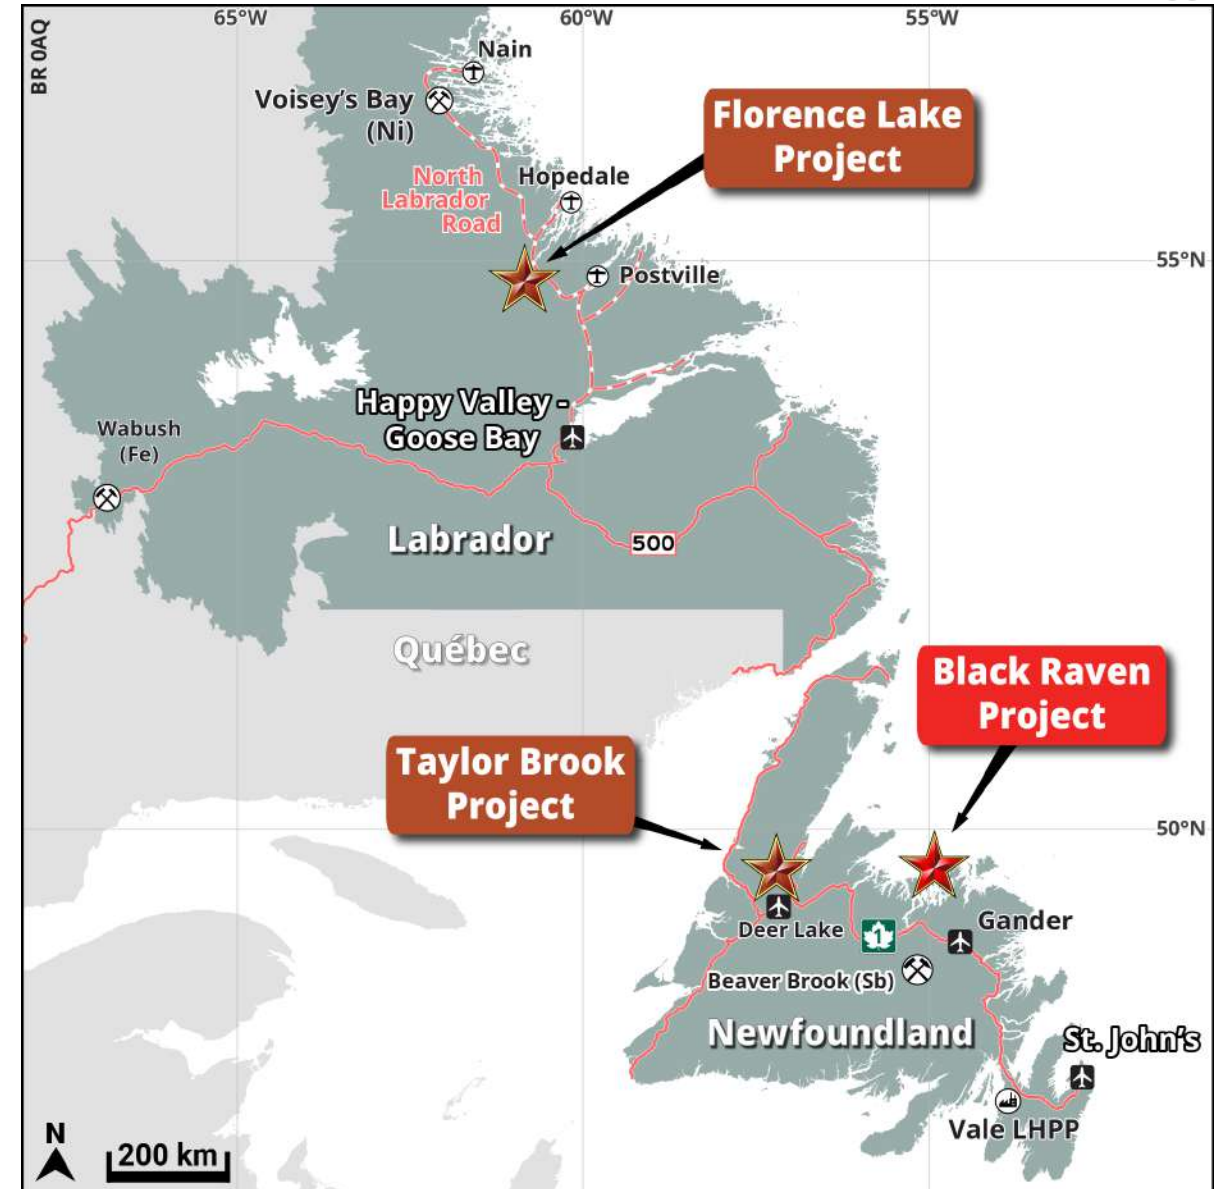 65°W
60°W
55°W
BR 0AQ
Nain
Voisey's Bay
(Ni)
Florence Lake
Project
North
Labrador
Road
Hopedale
55°N
Postville
Happy Valley -
Goose Bay
Wabush
(Fe)
Labrador
500
Québec
Black Raven
Project
Taylor Brook
Project
50°N
Deer Lake
1
Gander
Beaver Brook (Sb)
Newfoundland
St. John's
Vale LHPP
N
200 km